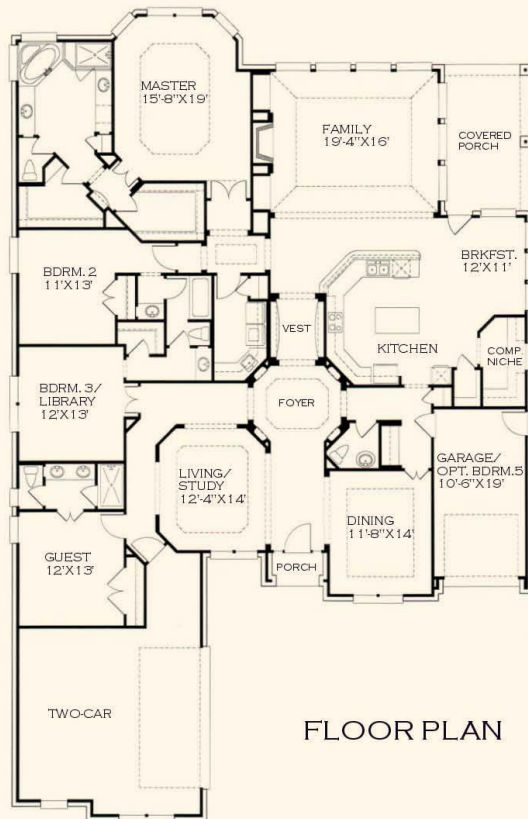 MASTER
15'-8"X19'
FAMILY
19'-4"X16'
COVERED
PORCH
BDRM. 2
11'X13'
BRKFST.
12'X11'
VEST
KITCHEN
COMP.
NICHE
BDRM. 3/
LIBRARY
12'X13'
FOYER
LIVING/
STUDY
12'-4"X14'
GARAGE/
OPT. BDRM.5
10'-6"X19'
DINING
11'-8"X14'
GUEST
12'X13'
PORCH
TWO-CAR
FLOOR PLAN